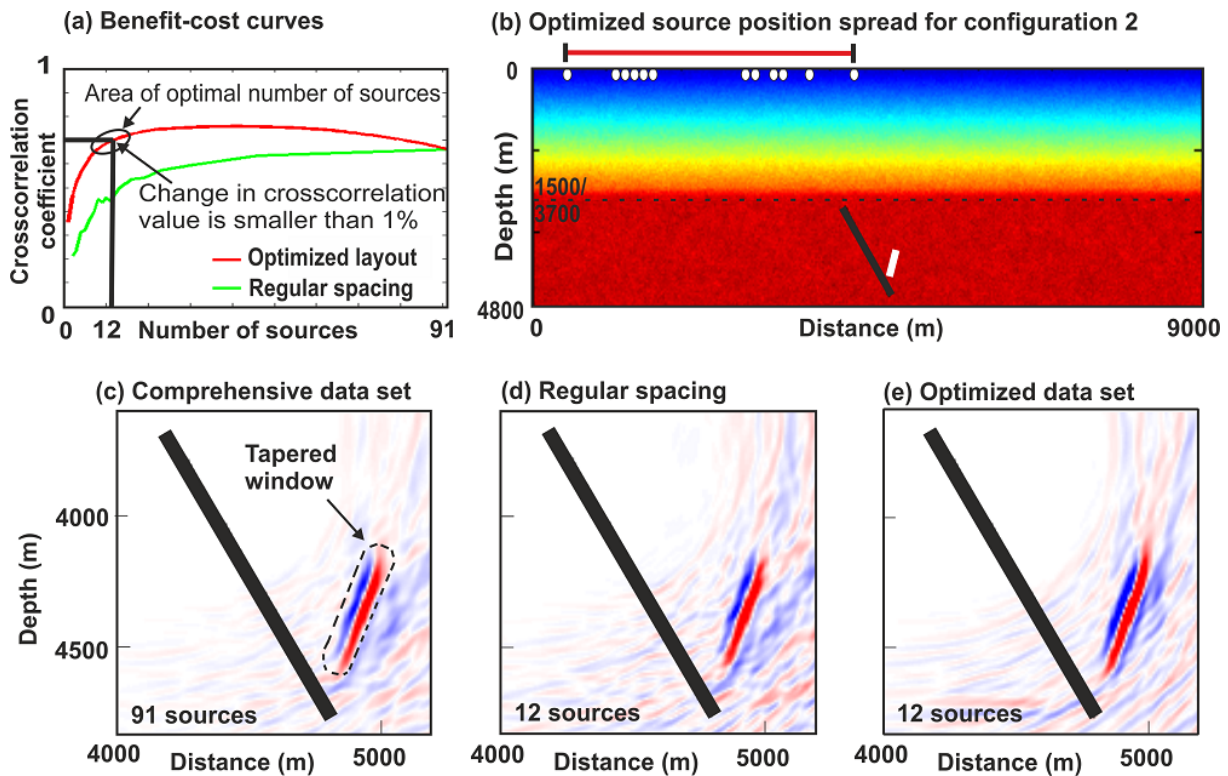 (a) Benefit-cost curves
1
Area of optimal number of sources
Crosscorrelation
coefficient
Change in crosscorrelation
value is smaller than 1%
Optimized layout
Regular spacing
0
0 12 Number of sources 91
(b) Optimized source position spread for configuration 2
0
Depth (m)
1500/
3700
4800
0 Distance (m) 9000
(c) Comprehensive data set
Tapered
window
4000
Depth (m)
4500
91 sources
4000 Distance (m) 5000
(d) Regular spacing
12 sources
4000 Distance (m) 5000
(e) Optimized data set
12 sources
4000 Distance (m) 5000